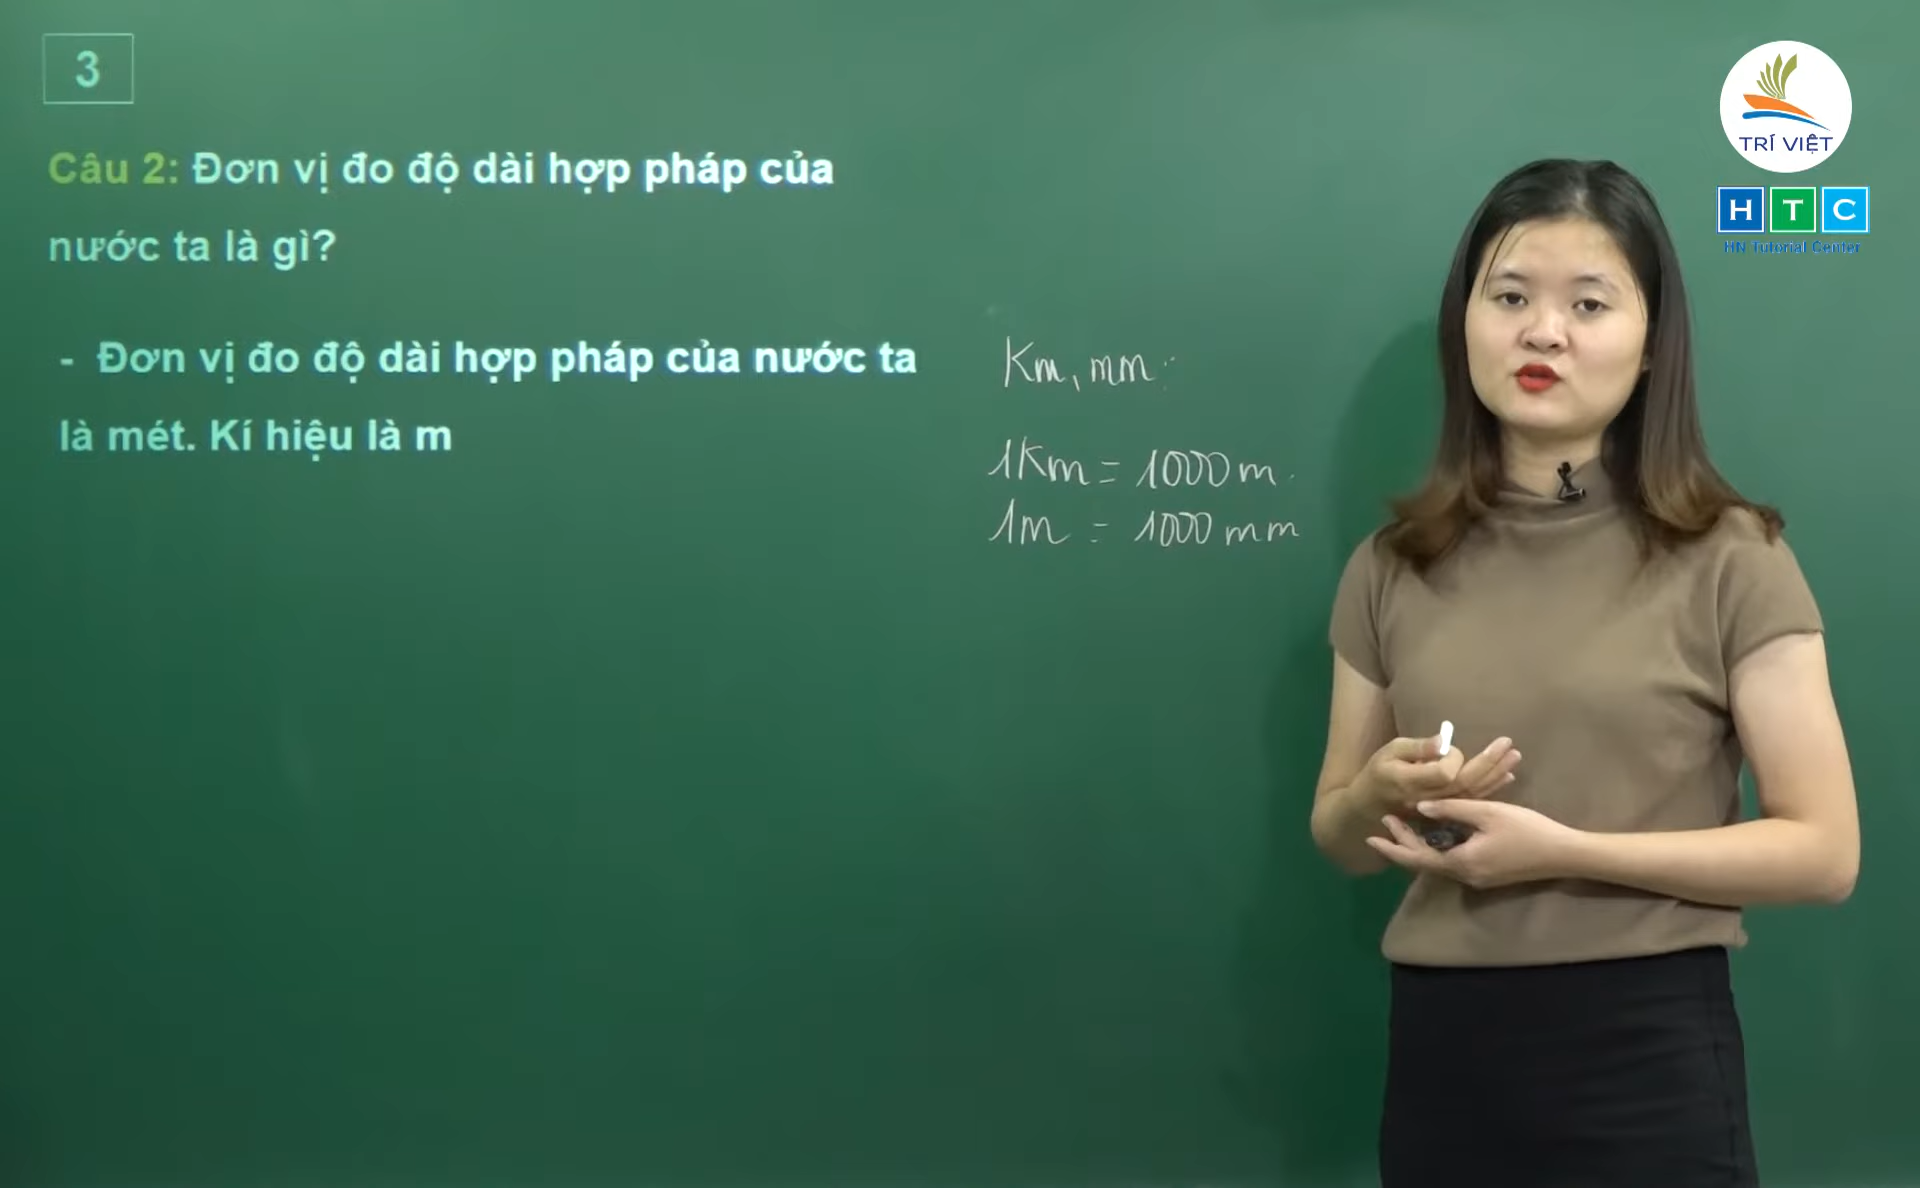 3
Câu 2: Đơn vị đo độ dài hợp pháp của
nước ta là gì?
- Đơn vị đo độ dài hợp pháp của nước ta
là mét. Kí hiệu là m
Km, mm:
1Km = 1000m.
1m = 1000 mm
TRÍ VIỆT
H T C
HN Tutorial Center